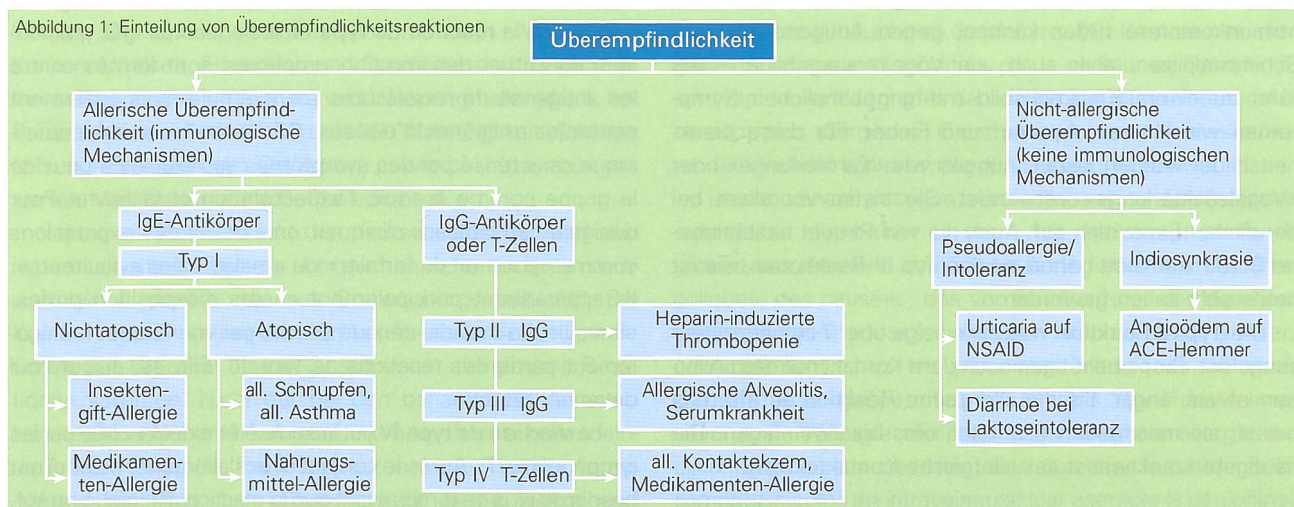 Abbildung 1: Einteilung von Überempfindlichkeitsreaktionen
Überempfindlichkeit
Allerische Überempfind-
lichkeit (immunologische
Mechanismen)
Nicht-allergische
Überempfindlichkeit
(keine immunologischen
Mechanismen)
IgE-Antikörper
IgG-Antikörper
oder T-Zellen
Typ I
Pseudoallergie/
Intoleranz
Indiosynkrasie
Nichtatopisch
Atopisch
Typ II IgG
Heparin-induzierte
Thrombopenie
Urticaria auf
NSAID
Angioödem auf
ACE-Hemmer
Insekten-
gift-Allergie
all. Schnupfen,
all. Asthma
Typ III IgG
Allergische Alveolitis,
Serumkrankheit
Diarrhoe bei
Laktoseintoleranz
Medikamen-
ten-Allergie
Nahrungs-
mittel-Allergie
Typ IV T-Zellen
all. Kontaktekzem,
Medikamenten-Allergie